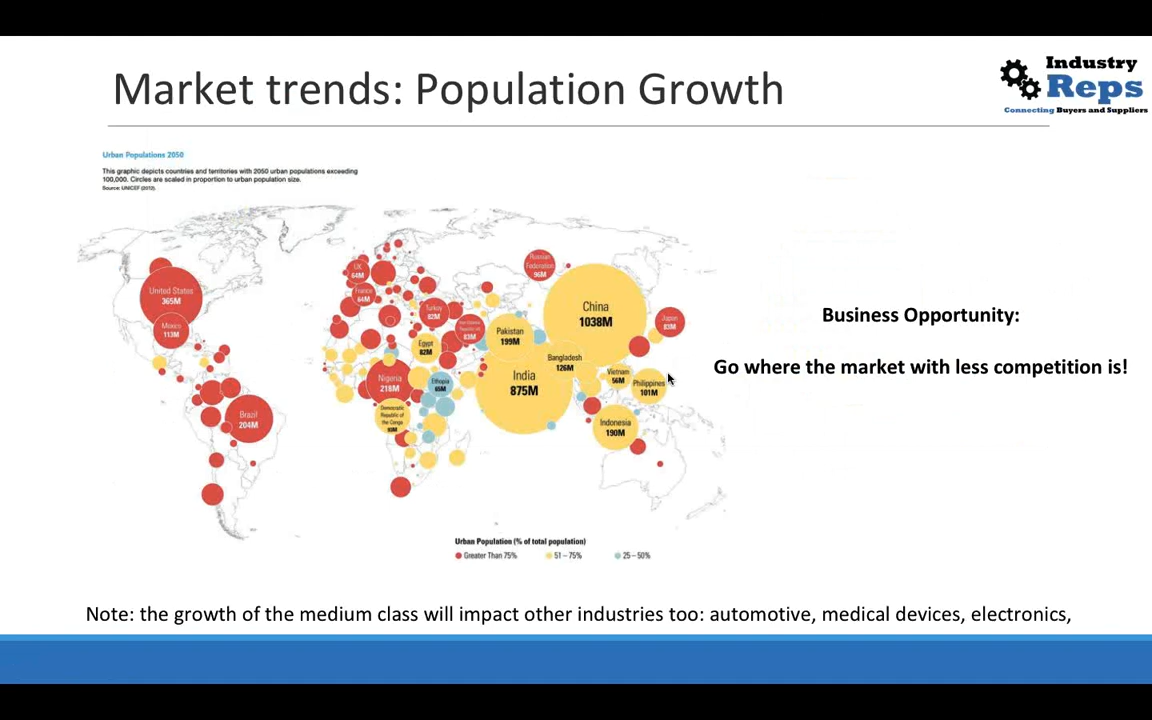 Market trends: Population Growth
Industry
Reps
Connecting Buyers and Suppliers
Urban Populations 2050
This graphic depicts countries and territories with 2050 urban populations exceeding
100,000. Circles are scaled in proportion to urban population size.
Source: UNICEF (2012).
United States
365M
Mexico
113M
Brazil
204M
UK
64M
France
64M
Turkey
82M
Egypt
82M
Nigeria
218M
Ethiopia
65M
Democratic
Republic of
the Congo
93M
Russian
Federation
96M
83M
Pakistan
199M
China
1038M
Japan
83M
Bangladesh
126M
India
875M
Vietnam
56M
Philippines
101M
Indonesia
190M
Business Opportunity:
Go where the market with less competition is!
Urban Population (% of total population)
Greater Than 75%
51–75%
25–50%
Note: the growth of the medium class will impact other industries too: automotive, medical devices, electronics,